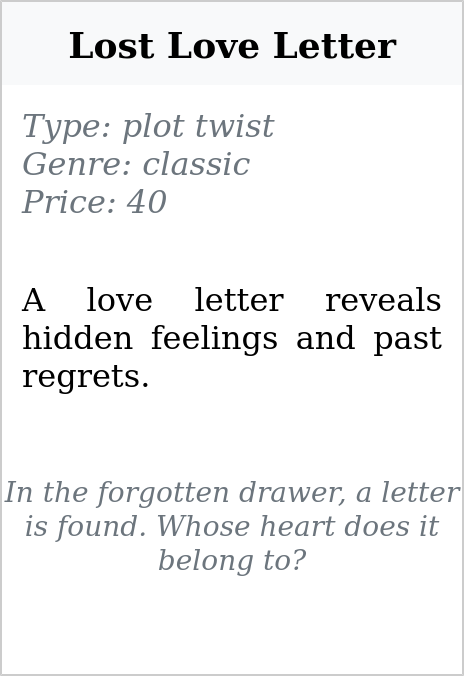 Lost Love Letter
Type: plot twist
Genre: classic
Price: 40
A love letter reveals
hidden feelings and past
regrets.
In the forgotten drawer, a letter
is found. Whose heart does it
belong to?